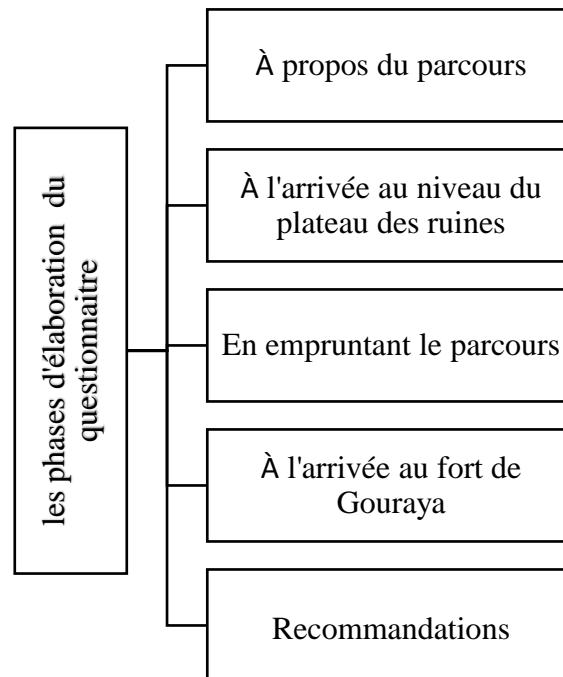 les phases d'élaboration du
questionnaitre
À propos du parcours
À l'arrivée au niveau du
plateau des ruines
En empruntant le parcours
À l'arrivée au fort de
Gouraya
Recommandations